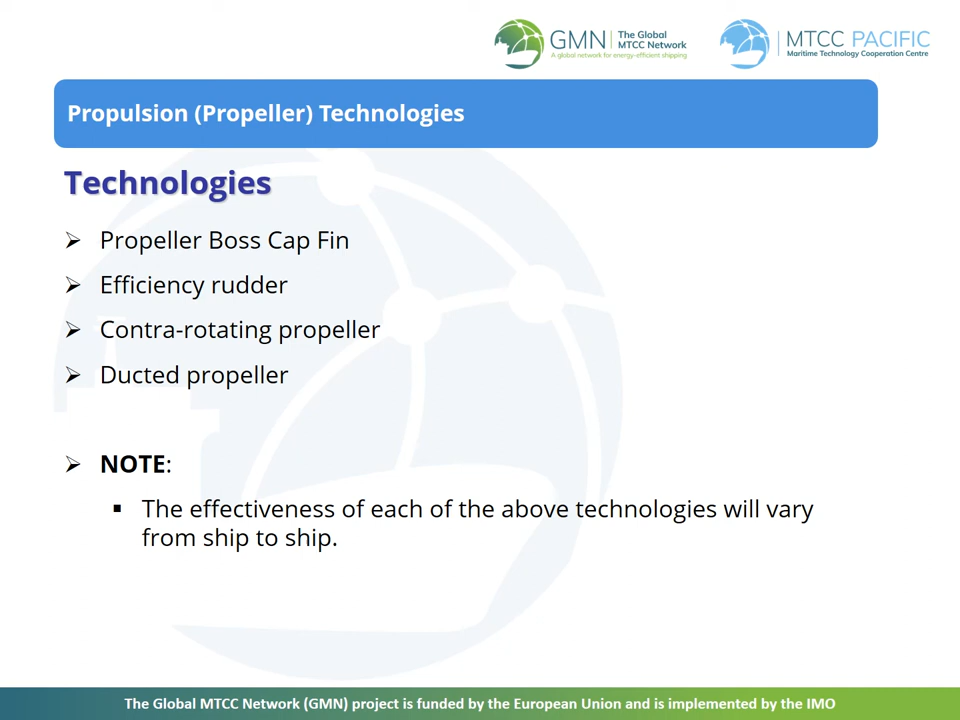 GMN
The Global
MTCC Network
A global network for energy-efficient shipping
MTCC PACIFIC
Maritime Technology Cooperation Centre
Propulsion (Propeller) Technologies
Technologies
Propeller Boss Cap Fin
Efficiency rudder
Contra-rotating propeller
Ducted propeller
NOTE:
The effectiveness of each of the above technologies will vary
from ship to ship.
The Global MTCC Network (GMN) project is funded by the European Union and is implemented by the IMO